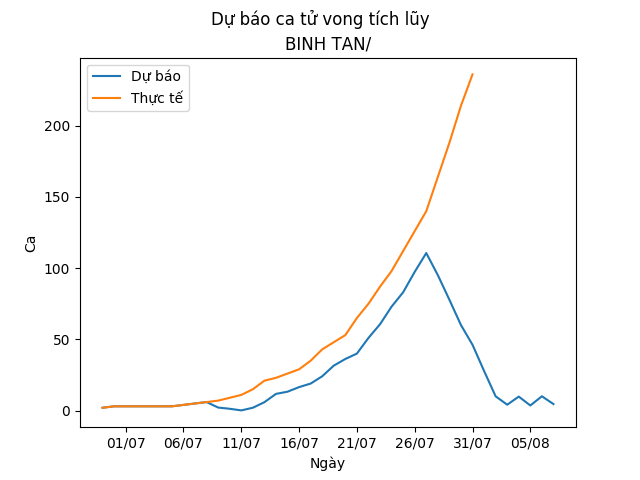 Dự báo ca tử vong tích lũy
BINH TAN/
Dự báo
Thực tế
Ca
200
150
100
50
0
01/07 06/07 11/07 16/07 21/07 26/07 31/07 05/08
Ngày